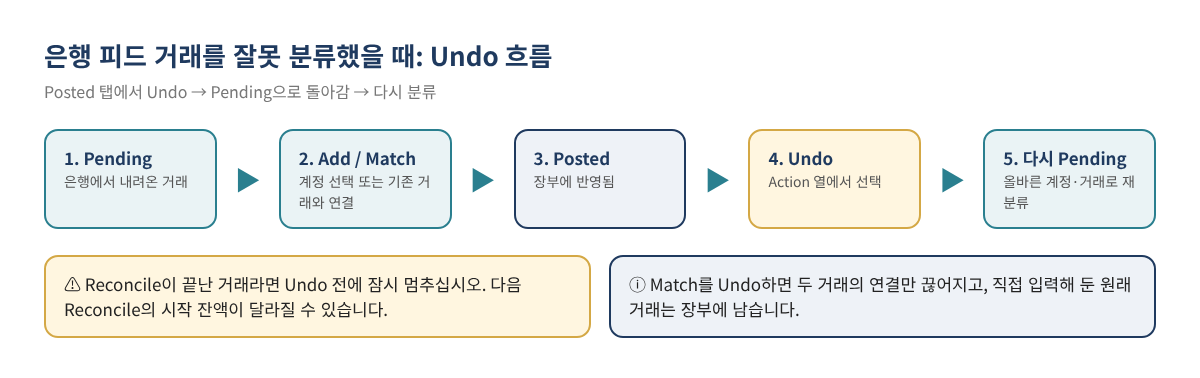 은행 피드 거래를 잘못 분류했을 때: Undo 흐름
Posted 탭에서 Undo → Pending으로 돌아감 → 다시 분류
1. Pending
은행에서 내려온 거래
2. Add / Match
계정 선택 또는 기존 거
래와 연결
3. Posted
장부에 반영됨
4. Undo
Action 열에서 선택
5. 다시 Pending
올바른 계정·거래로 재
분류
⚠ Reconcile이 끝난 거래라면 Undo 전에 잠시 멈추십시오. 다음
Reconcile의 시작 잔액이 달라질 수 있습니다.
ⓘ Match를 Undo하면 두 거래의 연결만 끊어지고, 직접 입력해 둔 원래
거래는 장부에 남습니다.